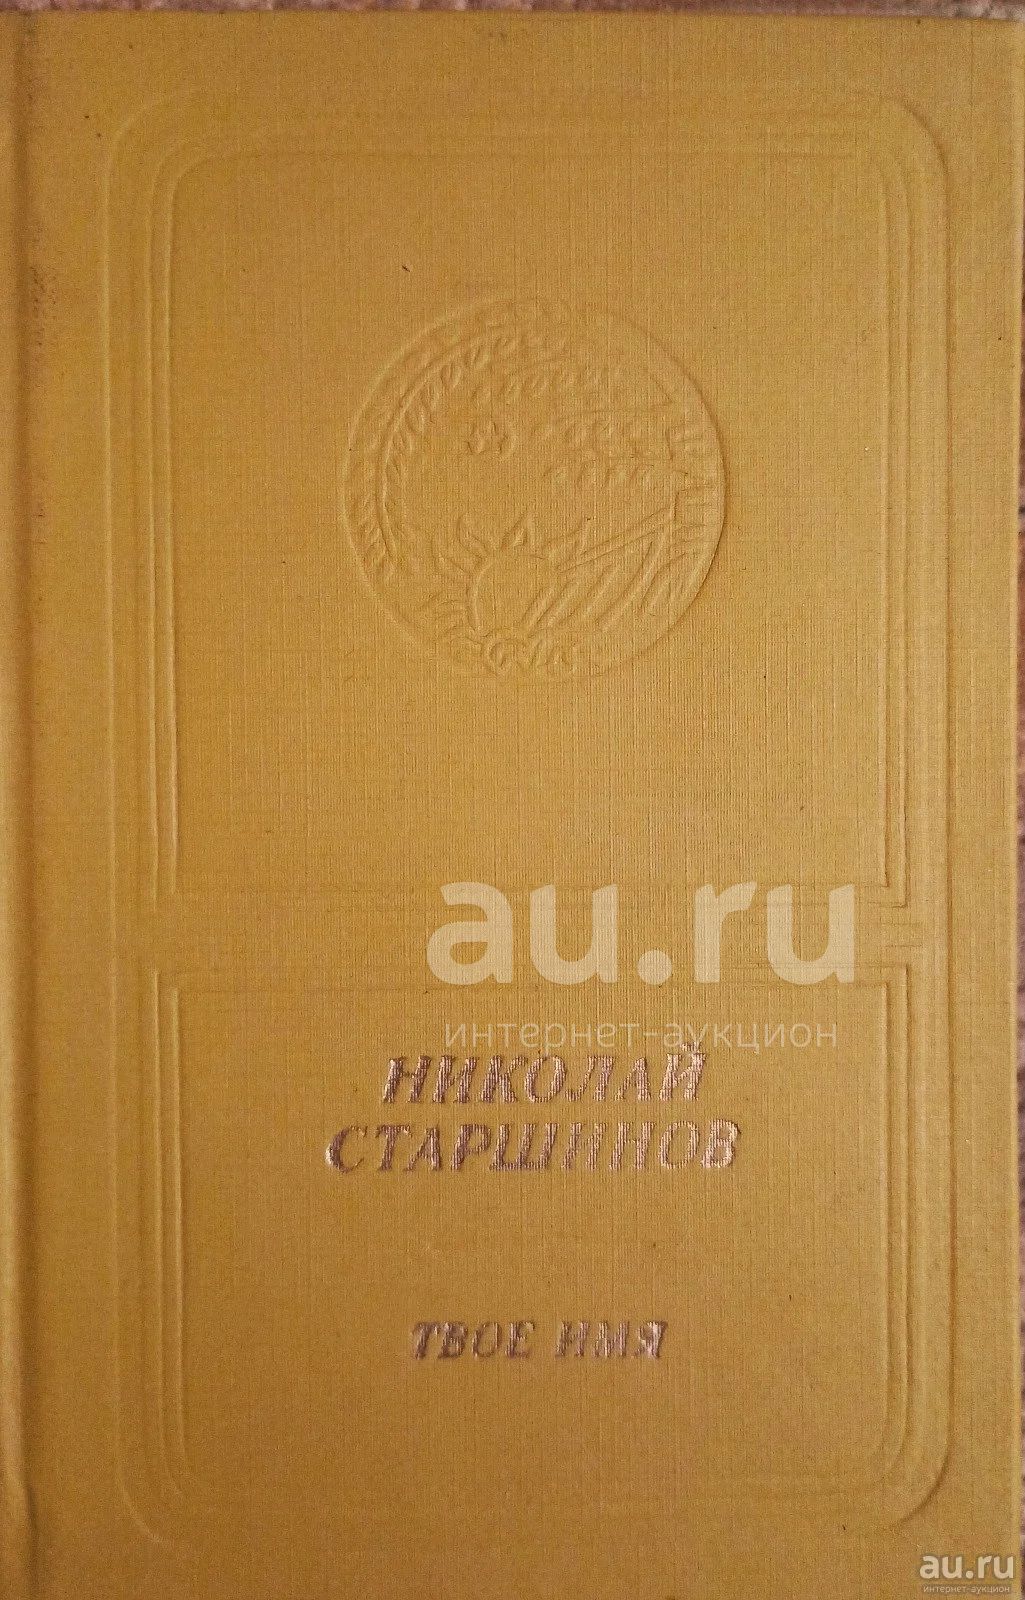 au.ru
интернет-аукцион
НИКОЛАЙ
СТАРШИНОВ
ТВОЕ ИМЯ
au.ru
интернет-аукцион